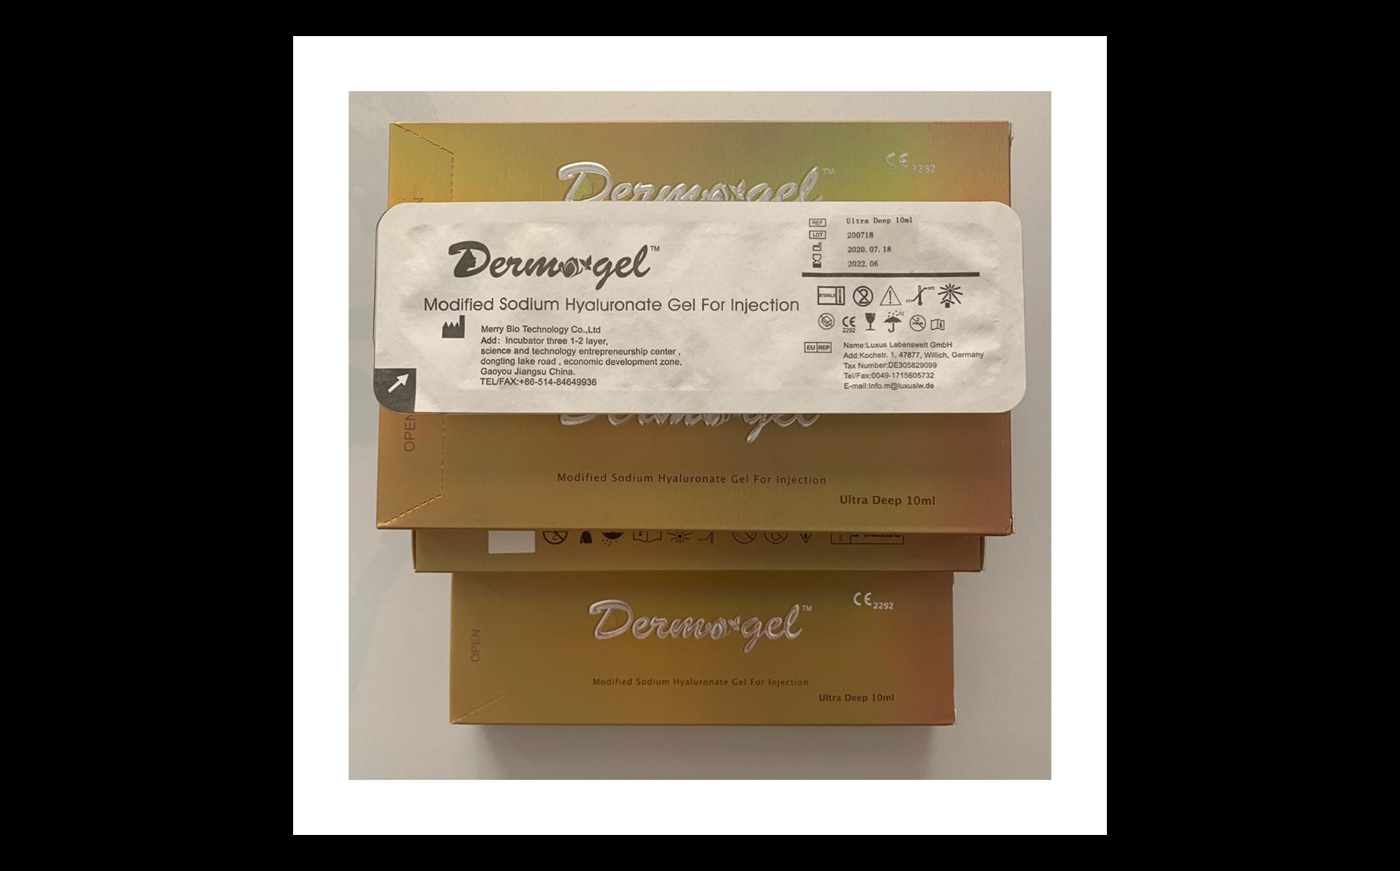 Dermogel™
CE 2292
Dermogel™
Modified Sodium Hyaluronate Gel For Injection
Merry Bio Technology Co.,Ltd
Add: Incubator three 1-2 layer,
science and technology entrepreneurship center ,
dongting lake road , economic development zone,
Gaoyou Jiangsu China.
TEL/FAX:+86-514-84649936
REF Ultra Deep 10ml
LOT 200718
2020. 07. 18
2022. 06
STERILE
CE
2292
EU REP
Name:Luxus Lebenswelt GmbH
Add:Kochstr. 1, 47877, Willich, Germany
Tax Number:DE305829099
Tel/Fax:0049-1715605732
E-mail:Info.m@luxuslw.de
OPEN
Dermogel
Modified Sodium Hyaluronate Gel For Injection
Ultra Deep 10ml
Dermogel™
CE 2292
OPEN
Modified Sodium Hyaluronate Gel For Injection
Ultra Deep 10ml